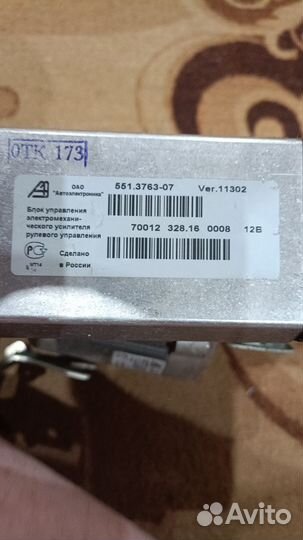 ОТК 173
ОАО
"Автоэлектроника"
551.3763-07 Ver.11302
Блок управления
электромехани-
ческого усилителя
рулевого управления
70012 328.16 0008 12В
Сделано
в России
Avito